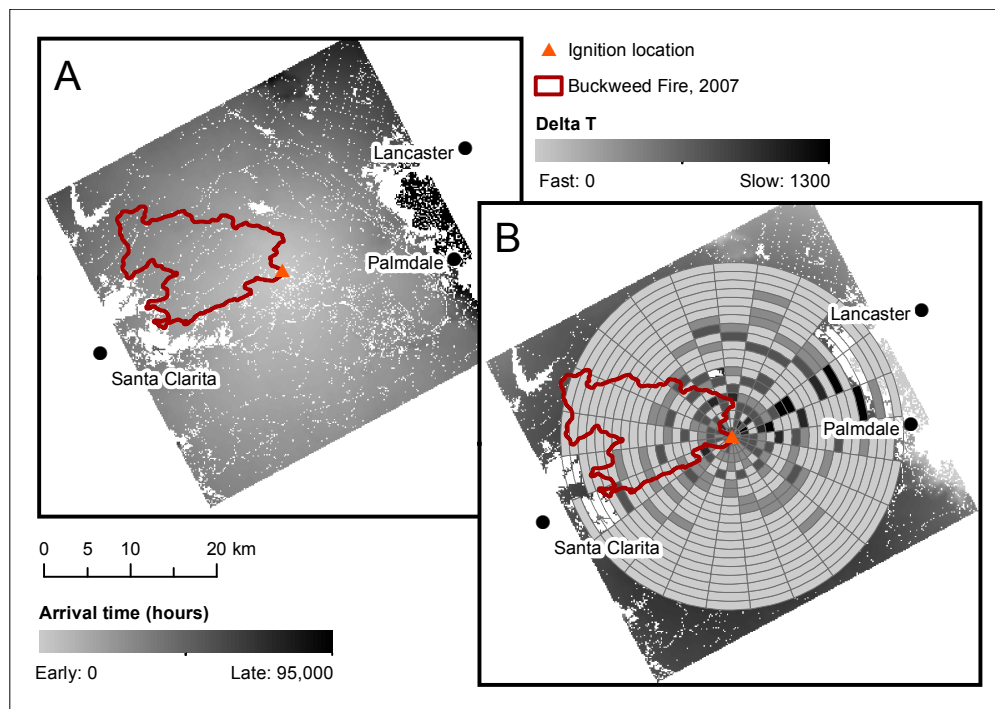 A
Ignition location
Buckweed Fire, 2007
Delta T
Fast: 0
Slow: 1300
Lancaster
Palmdale
Santa Clarita
B
Lancaster
Palmdale
Santa Clarita
0 5 10 20 km
Arrival time (hours)
Early: 0
Late: 95,000